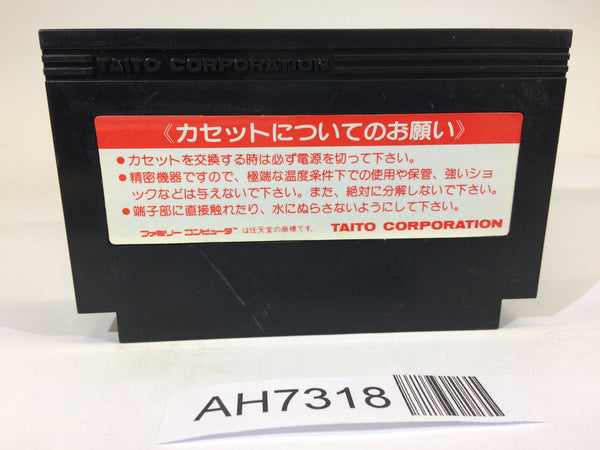 TAITO CORPORATION
《カセットについてのお願い》
●カセットを交換する時は必ず電源を切って下さい。
●精密機器ですので、極端な温度条件下での使用や保管、強いショ
ックなどは与えないで下さい。また、絶対に分解しないで下さい。
●端子部に直接触れたり、水にぬらさないようにして下さい。
ファミリーコンピュータ™は任天堂の商標です。 TAITO CORPORATION
AH7318